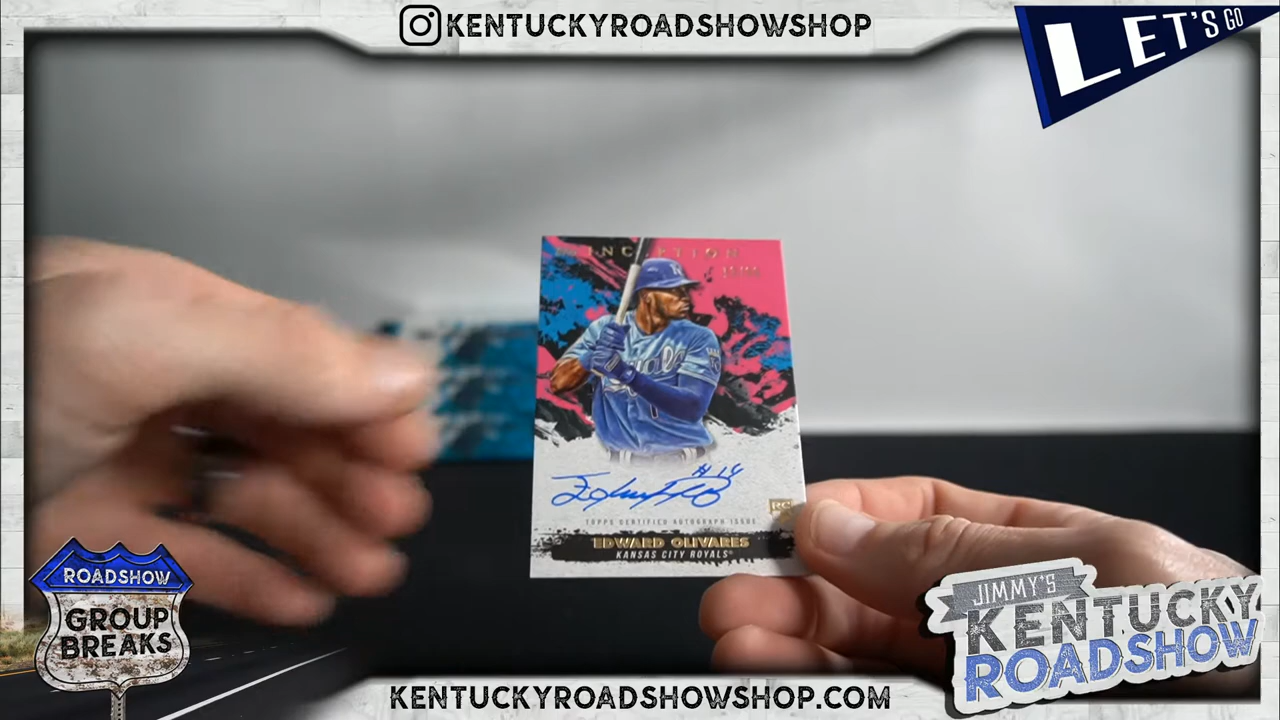 KENTUCKYROADSHOWSHOP
LET'S GO
INCEPTION
#14
TOPPS CERTIFIED AUTOGRAPH ISSUE
RC
EDWARD OLIVARES
KANSAS CITY ROYALS®
ROADSHOW
GROUP
BREAKS
JIMMY'S
KENTUCKY
ROADSHOW
KENTUCKYROADSHOWSHOP.COM